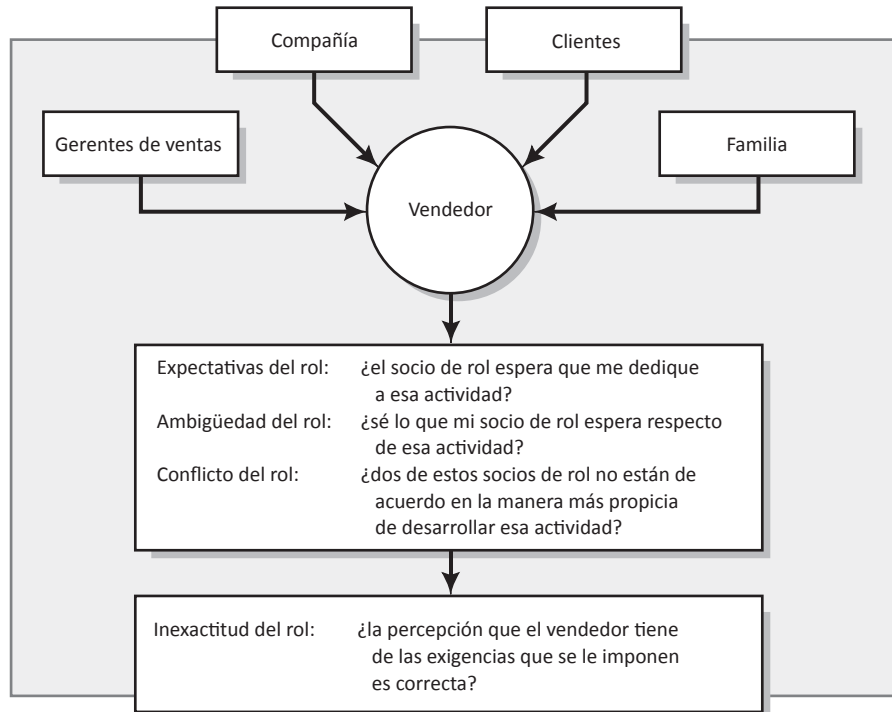 Compañía
Clientes
Gerentes de ventas
Familia
Vendedor
Expectativas del rol: ¿el socio de rol espera que me dedique
a esa actividad?
Ambigüedad del rol: ¿sé lo que mi socio de rol espera respecto
de esa actividad?
Conflicto del rol: ¿dos de estos socios de rol no están de
acuerdo en la manera más propicia
de desarrollar esa actividad?
Inexactitud del rol: ¿la percepción que el vendedor tiene
de las exigencias que se le imponen
es correcta?